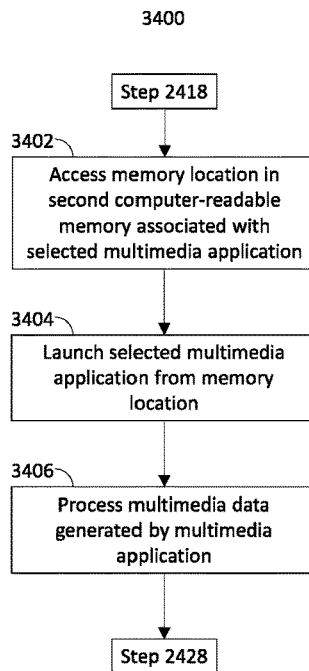 3400
Step 2418
3402
Access memory location in
second computer-readable
memory associated with
selected multimedia application
3404
Launch selected multimedia
application from memory
location
3406
Process multimedia data
generated by multimedia
application
Step 2428